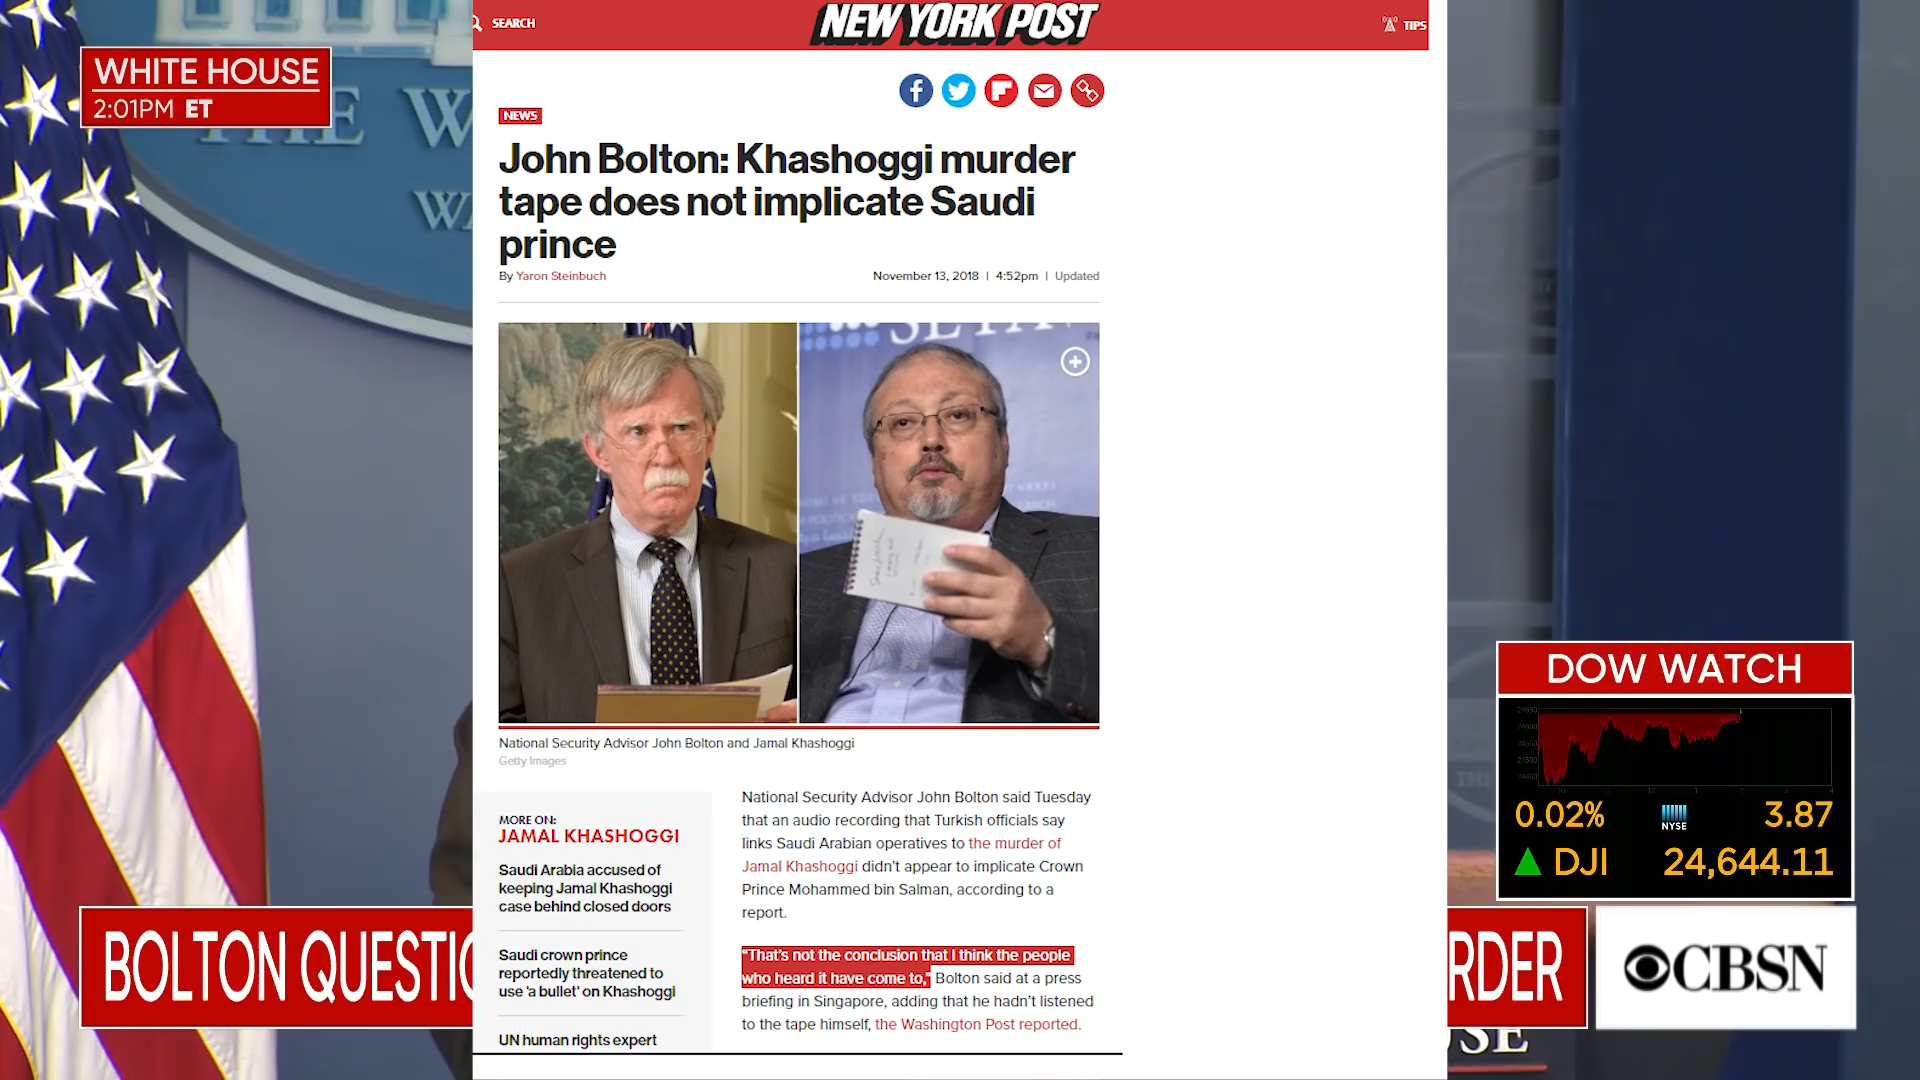 SEARCH
NEW YORK POST
TIPS
WHITE HOUSE
2:01PM ET
THE W
WA
NEWS
John Bolton: Khashoggi murder
tape does not implicate Saudi
prince
By Yaron Steinbuch
November 13, 2018 | 4:52pm | Updated
National Security Advisor John Bolton and Jamal Khashoggi
Getty Images
MORE ON:
JAMAL KHASHOGGI
Saudi Arabia accused of
keeping Jamal Khashoggi
case behind closed doors
Saudi crown prince
reportedly threatened to
use 'a bullet' on Khashoggi
UN human rights expert
National Security Advisor John Bolton said Tuesday
that an audio recording that Turkish officials say
links Saudi Arabian operatives to the murder of
Jamal Khashoggi didn't appear to implicate Crown
Prince Mohammed bin Salman, according to a
report.
"That's not the conclusion that I think the people
who heard it have come to," Bolton said at a press
briefing in Singapore, adding that he hadn't listened
to the tape himself, the Washington Post reported.
DOW WATCH
0.02% NYSE 3.87
DJI 24,644.11
BOLTON QUESTIO
RDER
CBSN